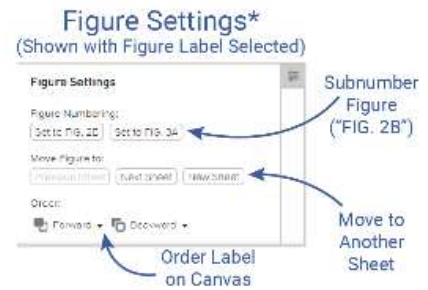 Figure Settings*
(Shown with Figure Label Selected)
Figure Settings
Figure Numbering:
Set to FIG. 2B Set to FIG. 3A
Move Figure to:
Previous Sheet Next Sheet New Sheet
Order:
Forward Backward
Subnumber
Figure
("FIG. 2B")
Move to
Another
Sheet
Order Label
on Canvas